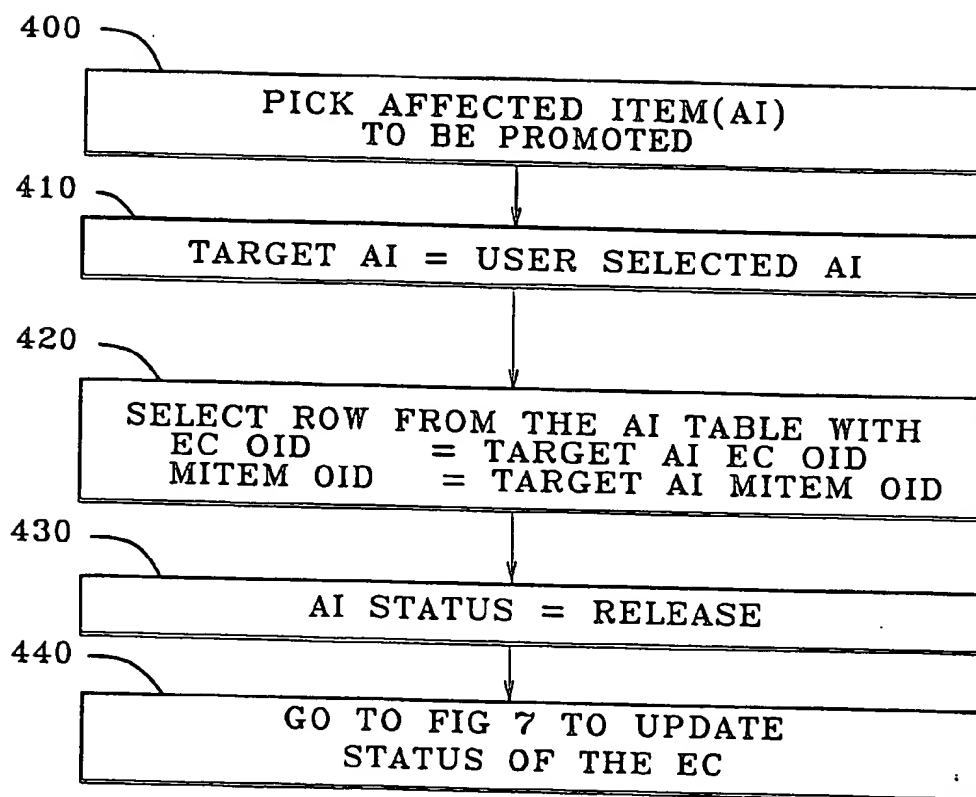 400
PICK AFFECTED ITEM(AI)
TO BE PROMOTED
410
TARGET AI = USER SELECTED AI
420
SELECT ROW FROM THE AI TABLE WITH
EC OID = TARGET AI EC OID
MITEM OID = TARGET AI MITEM OID
430
AI STATUS = RELEASE
440
GO TO FIG 7 TO UPDATE
STATUS OF THE EC